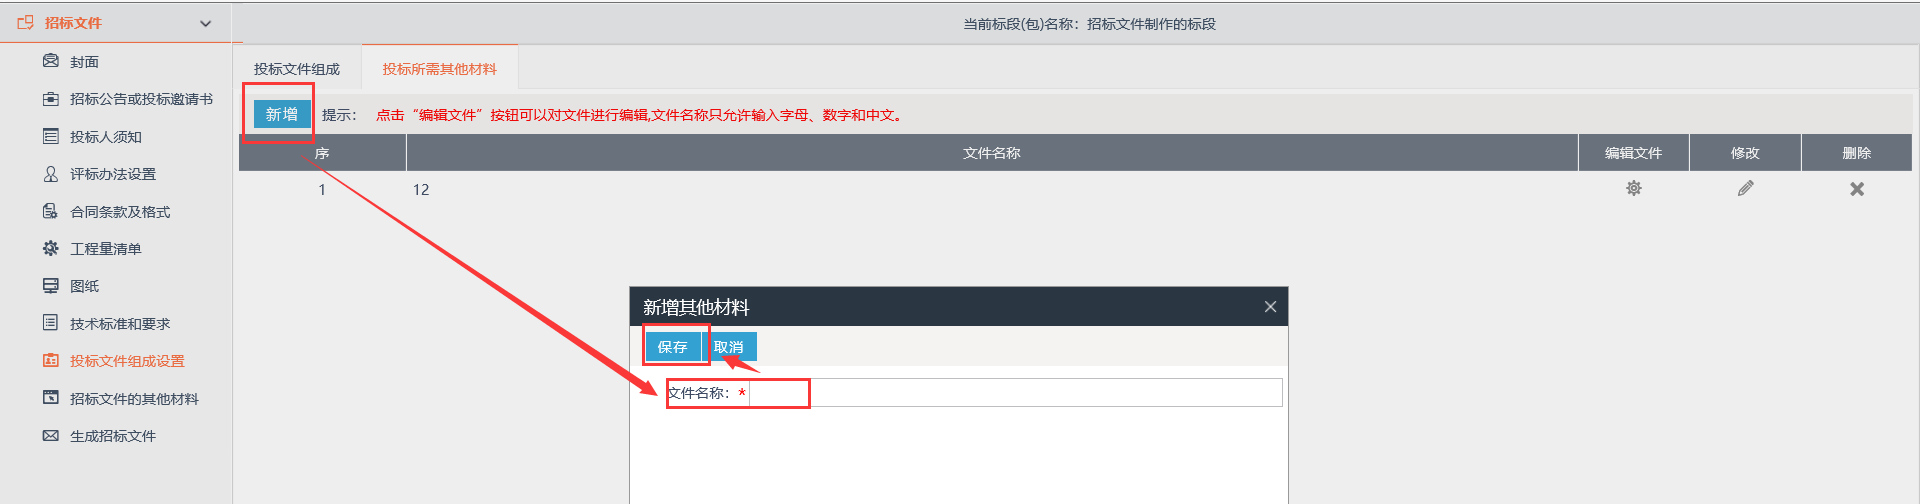 招标文件
当前标段(包)名称：招标文件制作的标段
封面
招标公告或投标邀请书
投标人须知
评标办法设置
合同条款及格式
工程量清单
图纸
技术标准和要求
投标文件组成设置
招标文件的其他材料
生成招标文件
投标文件组成 投标所需其他材料
新增 提示： 点击“编辑文件”按钮可以对文件进行编辑,文件名称只允许输入字母、数字和中文。
序 文件名称 编辑文件 修改 删除
1 12
新增其他材料
保存 取消
文件名称：*